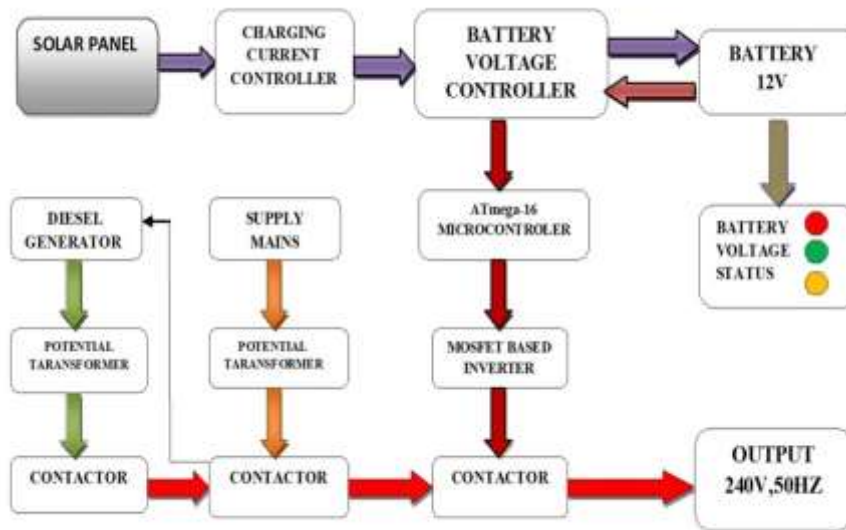 SOLAR PANEL
CHARGING
CURRENT
CONTROLLER
BATTERY
VOLTAGE
CONTROLLER
BATTERY
12V
DIESEL
GENERATOR
SUPPLY
MAINS
ATmega-16
MICROCONTROLER
BATTERY
VOLTAGE
STATUS
POTENTIAL
TARANSFORMER
POTENTIAL
TARANSFORMER
MOSFET BASED
INVERTER
CONTACTOR
CONTACTOR
CONTACTOR
OUTPUT
240V,50HZ